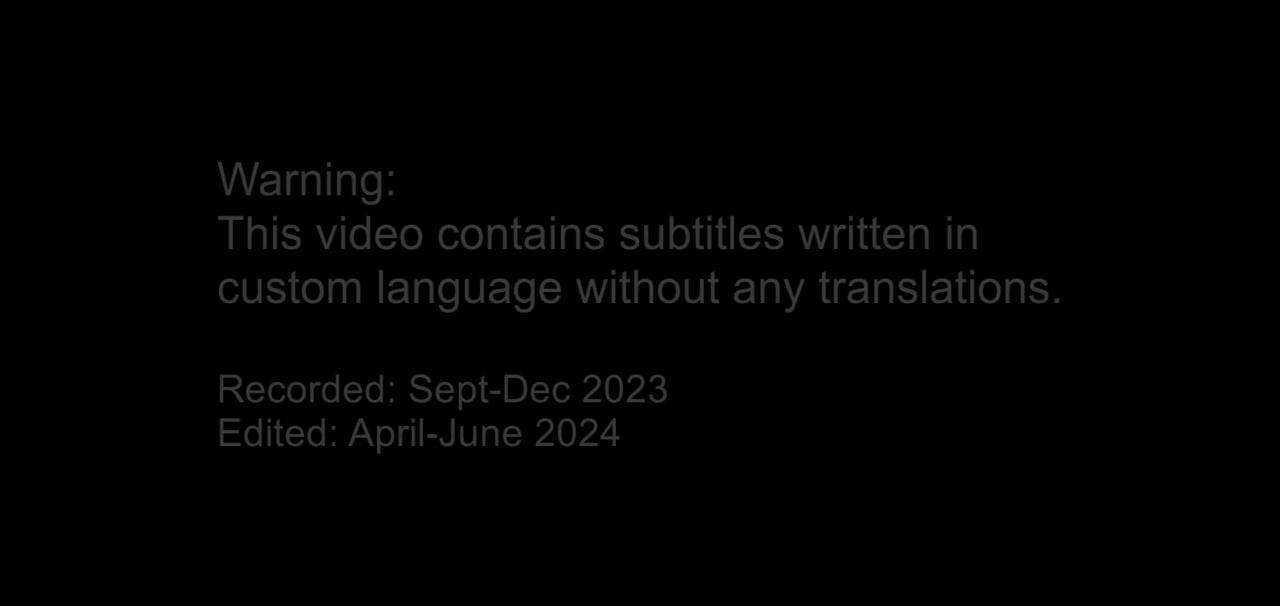 Warning:
This video contains subtitles written in
custom language without any translations.
Recorded: Sept-Dec 2023
Edited: April-June 2024